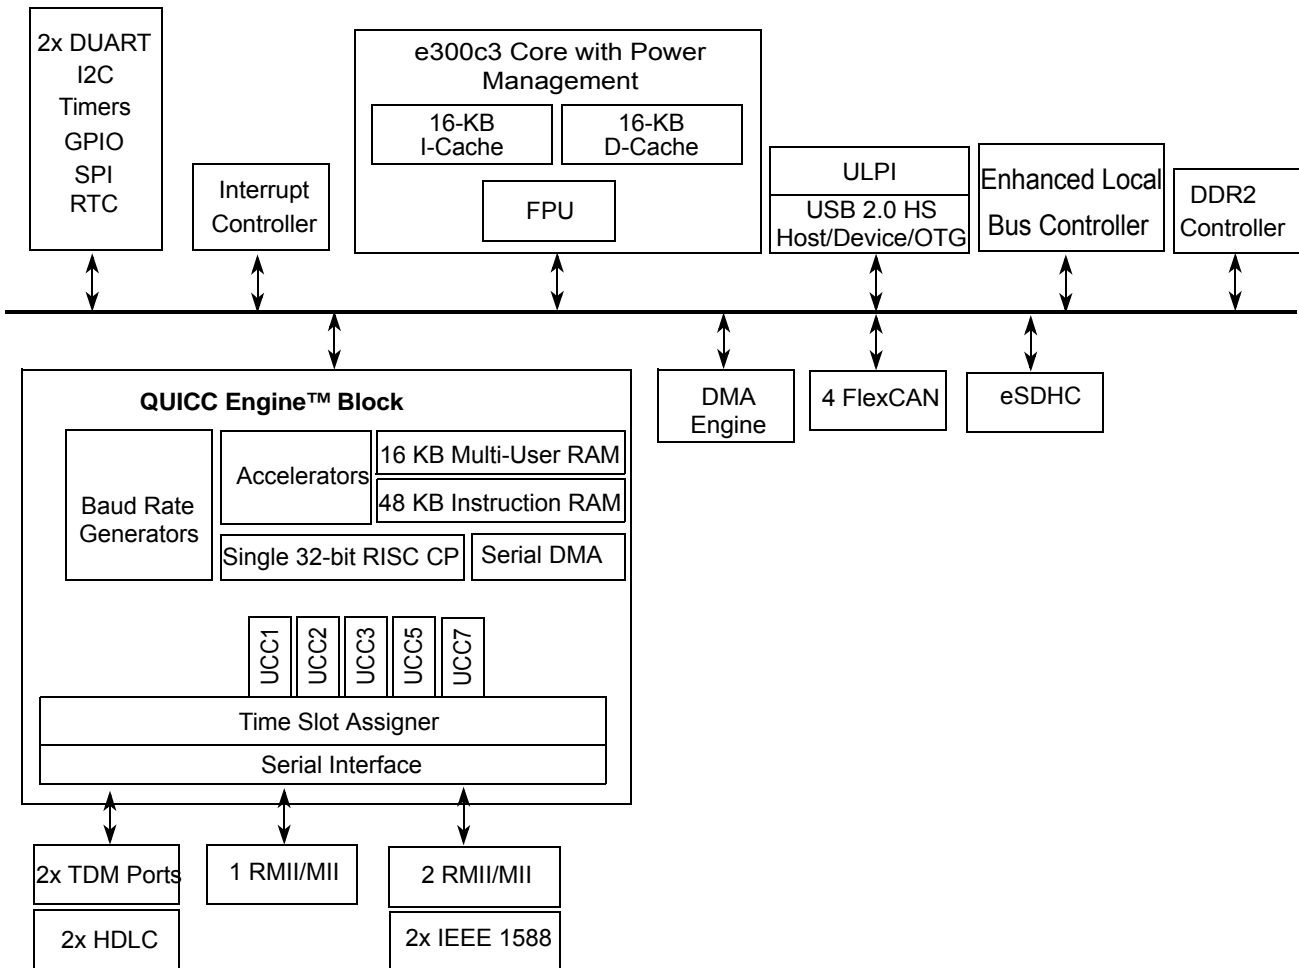 2x DUART
I2C
Timers
GPIO
SPI
RTC
Interrupt
Controller
e300c3 Core with Power
Management
16-KB
I-Cache
16-KB
D-Cache
FPU
ULPI
USB 2.0 HS
Host/Device/OTG
Enhanced Local
Bus Controller
DDR2
Controller
QUICC Engine™ Block
Baud Rate
Generators
Accelerators
16 KB Multi-User RAM
48 KB Instruction RAM
Single 32-bit RISC CP
Serial DMA
UCC1
UCC2
UCC3
UCC5
UCC7
Time Slot Assigner
Serial Interface
DMA
Engine
4 FlexCAN
eSDHC
2x TDM Ports
2x HDLC
1 RMII/MII
2 RMII/MII
2x IEEE 1588